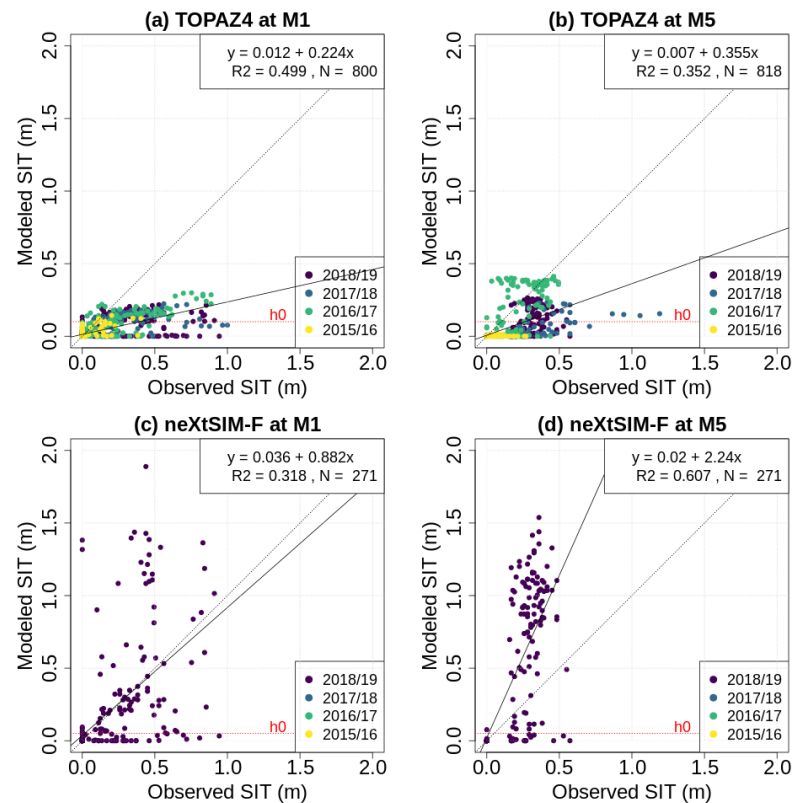 (a) TOPAZ4 at M1
y = 0.012 + 0.224x
R2 = 0.499 , N = 800
Modeled SIT (m)
2.0
1.5
1.0
0.5
0.0
h0
2018/19
2017/18
2016/17
2015/16
0.0 0.5 1.0 1.5 2.0
Observed SIT (m)
(b) TOPAZ4 at M5
y = 0.007 + 0.355x
R2 = 0.352 , N = 818
Modeled SIT (m)
2.0
1.5
1.0
0.5
0.0
h0
2018/19
2017/18
2016/17
2015/16
0.0 0.5 1.0 1.5 2.0
Observed SIT (m)
(c) neXtSIM-F at M1
y = 0.036 + 0.882x
R2 = 0.318 , N = 271
Modeled SIT (m)
2.0
1.5
1.0
0.5
0.0
h0
2018/19
2017/18
2016/17
2015/16
0.0 0.5 1.0 1.5 2.0
Observed SIT (m)
(d) neXtSIM-F at M5
y = 0.02 + 2.24x
R2 = 0.607 , N = 271
Modeled SIT (m)
2.0
1.5
1.0
0.5
0.0
h0
2018/19
2017/18
2016/17
2015/16
0.0 0.5 1.0 1.5 2.0
Observed SIT (m)